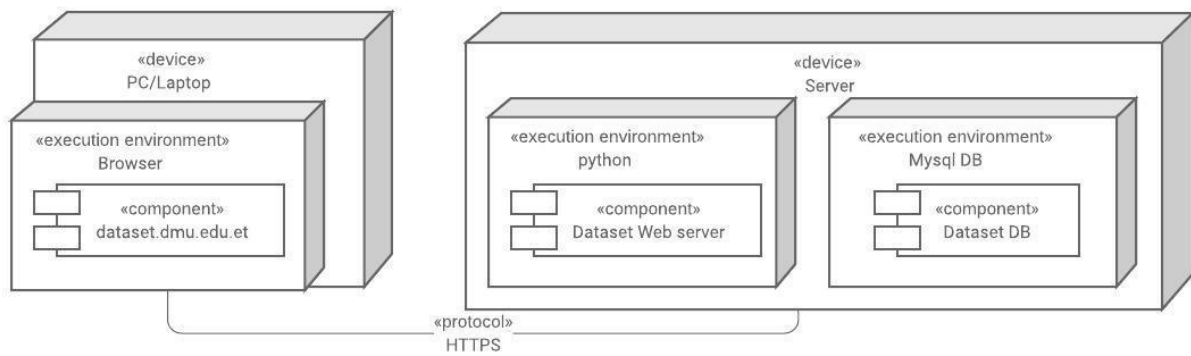 «device»
PC/Laptop
«execution environment»
Browser
«component»
dataset.dmu.edu.et
«device»
Server
«execution environment»
python
«component»
Dataset Web server
«execution environment»
Mysql DB
«component»
Dataset DB
«protocol»
HTTPS